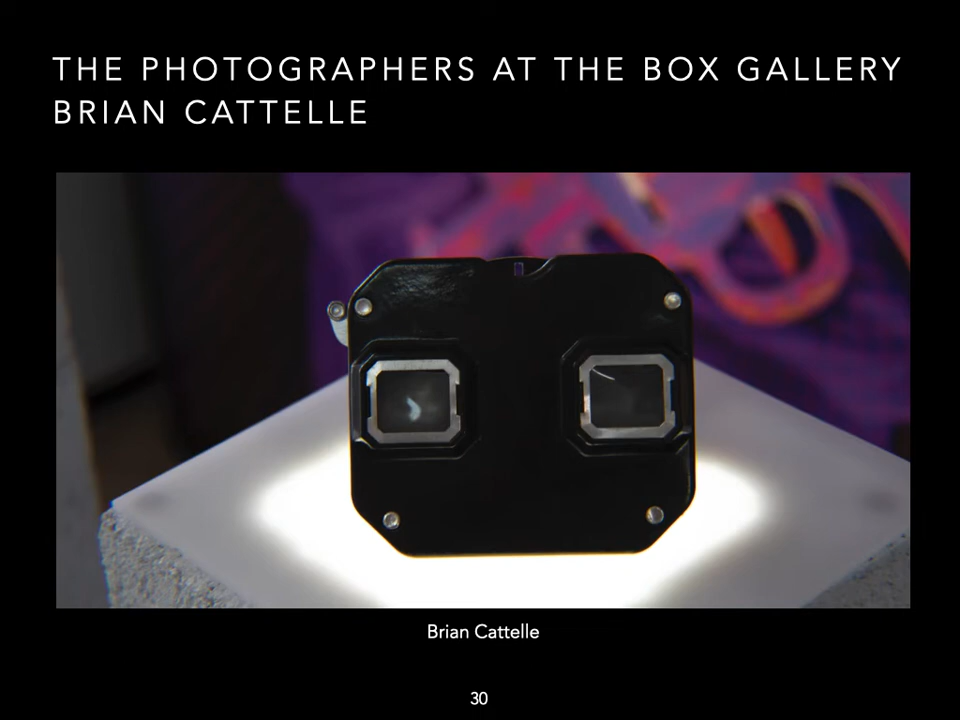 THE PHOTOGRAPHERS AT THE BOX GALLERY
BRIAN CATTELLE
Brian Cattelle
30